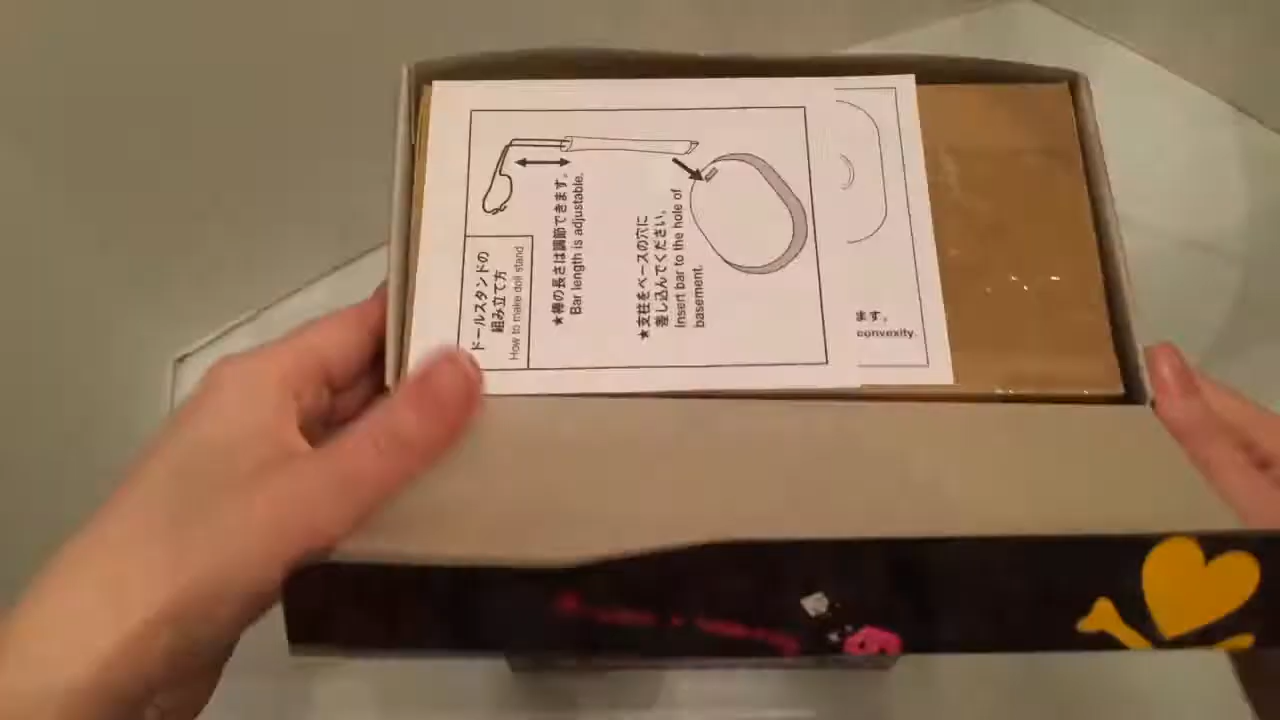 ドールスタンドの
組み立て方
How to make doll stand
★棒の長さは調節できます。
Bar length is adjustable.
★支柱をベースの穴に
差し込んでください。
Insert bar to the hole of
basement.
ます。
convexity.